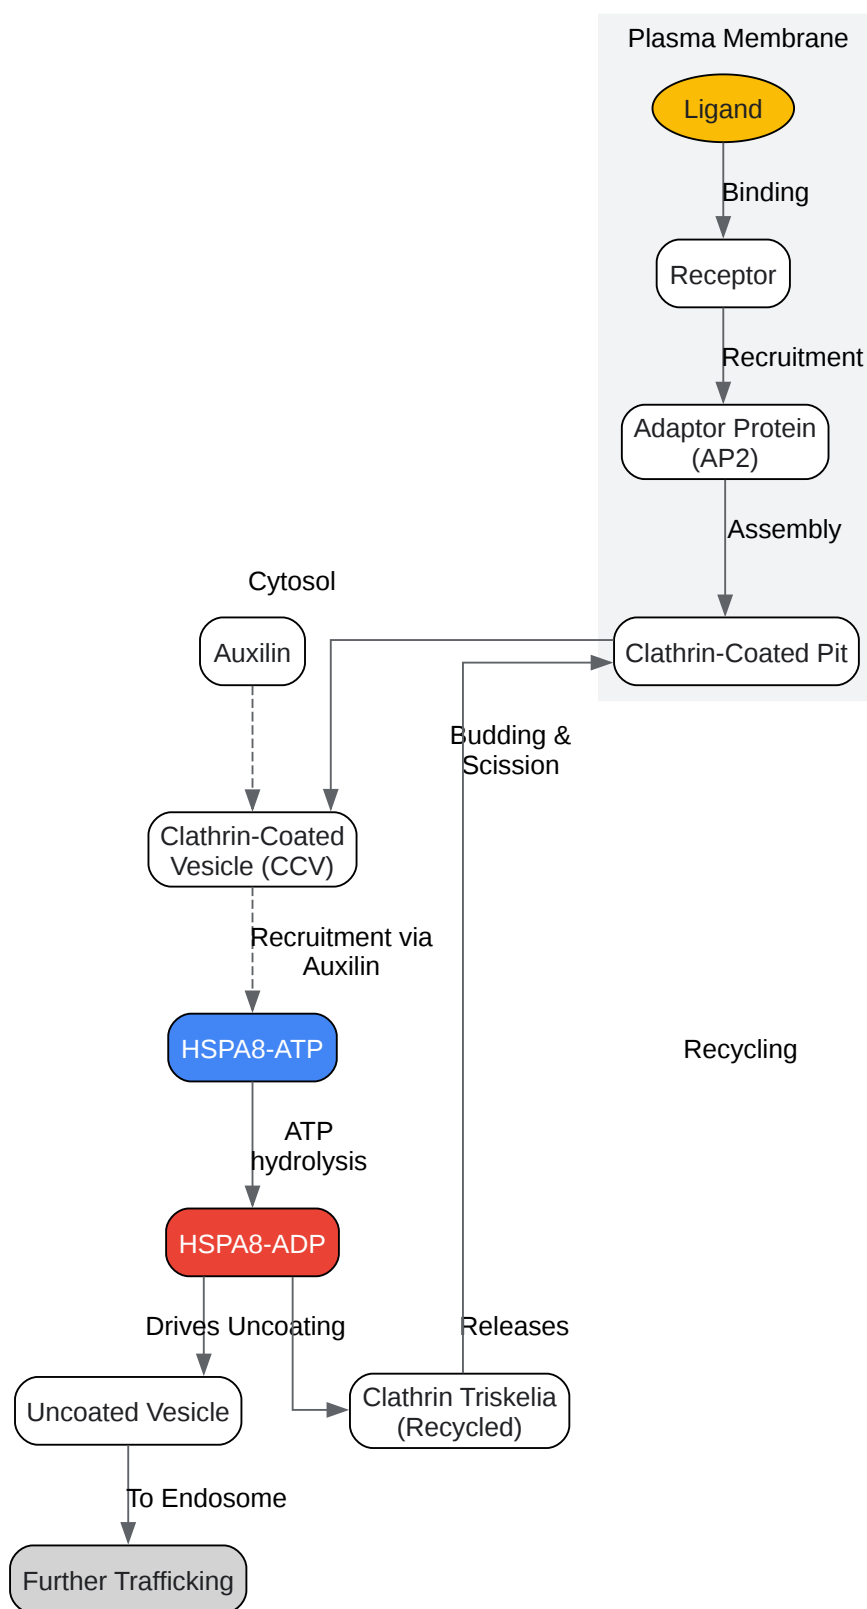 Plasma Membrane
Ligand
Binding
Receptor
Recruitment
Adaptor Protein
(AP2)
Assembly
Cytosol
Auxilin
Clathrin-Coated Pit
Budding &
Scission
Clathrin-Coated
Vesicle (CCV)
Recruitment via
Auxilin
HSPA8-ATP
Recycling
ATP
hydrolysis
HSPA8-ADP
Drives Uncoating
Releases
Uncoated Vesicle
Clathrin Triskelia
(Recycled)
To Endosome
Further Trafficking